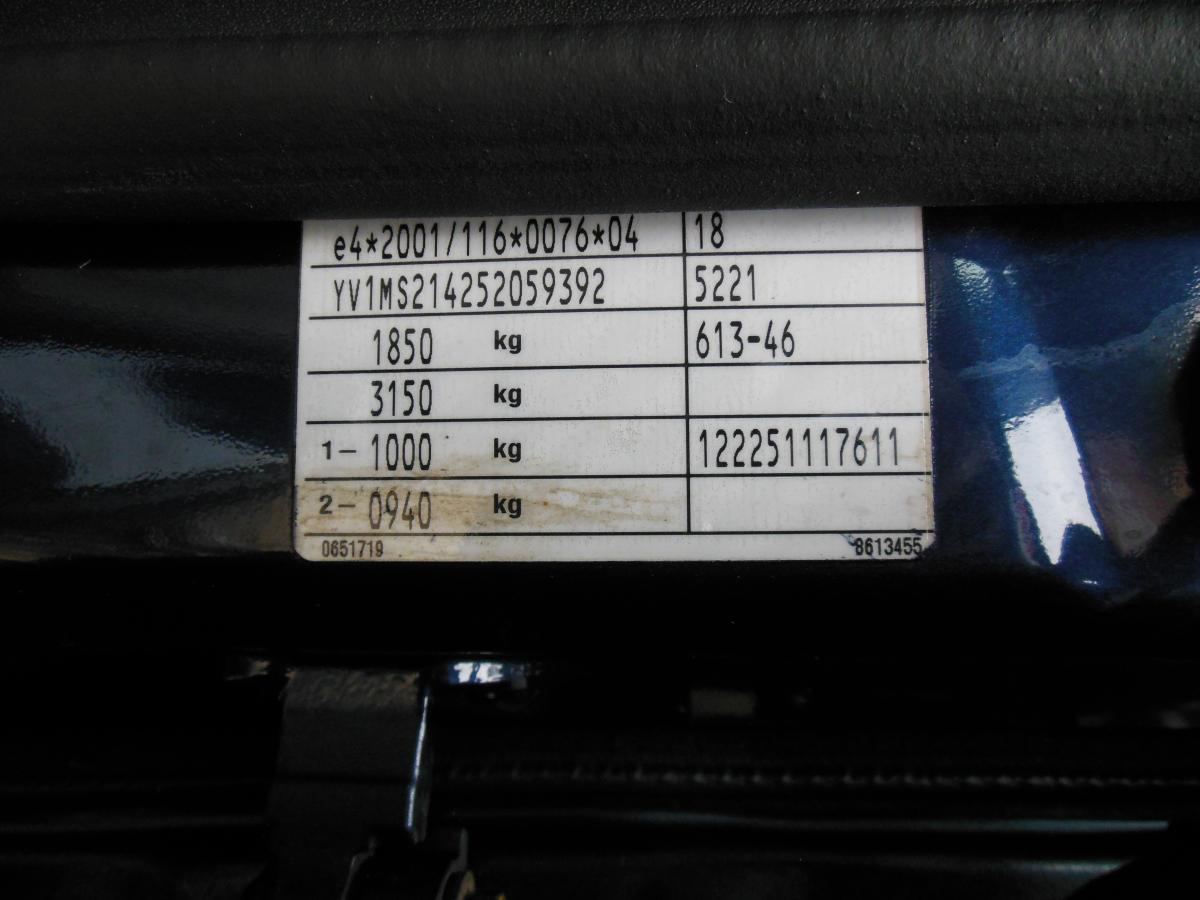 e4*2001/116*0076*04 18
YV1MS214252059392 5221
1850 kg 613-46
3150 kg
1- 1000 kg 122251117611
2- 0940 kg
0651719 8613455